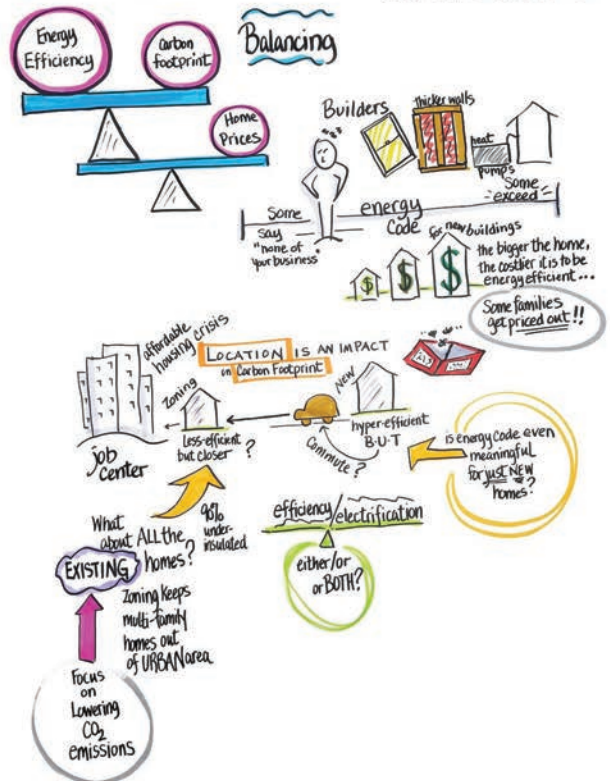 Energy
Efficiency
Carbon
Footprint
Balancing
Home
Prices
Builders
Thicker walls
heat
pumps
Some
exceed
Some
say
"none of
your business"
energy
Code
for new buildings
the bigger the home,
the costlier it is to be
energy efficient...
$ $ $
Some families
get priced out!!
affordable
housing crisis
LOCATION IS AN IMPACT
on Carbon Footprint
Zoning
NEW
job
center
less-efficient
but closer?
Commute?
hyper-efficient
B-U-T
is energy code even
meaningful
for just NEW
homes?
efficiency/electrification
either/or
or BOTH?
90%
under-
insulated
What
about ALL the
EXISTING homes?
Zoning keeps
multi-family
homes out
of URBAN area
Focus
on
Lowering
CO2
emissions